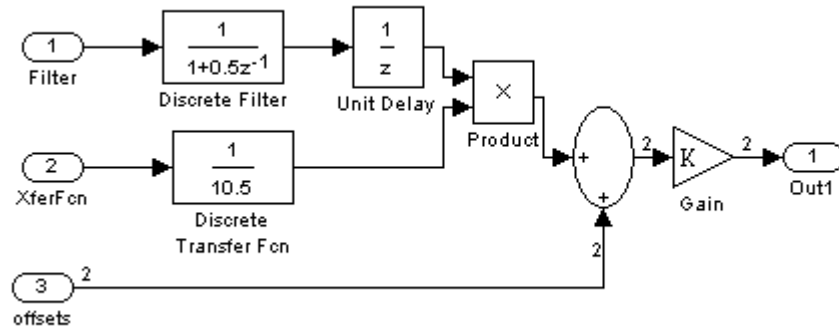 1
Filter
1
1+0.5z-1
Discrete Filter
1
z
Unit Delay
X
Product
2
XferFcn
1
10.5
Discrete
Transfer Fcn
+
+
2
K
Gain
2
1
Out1
2
3
offsets
2